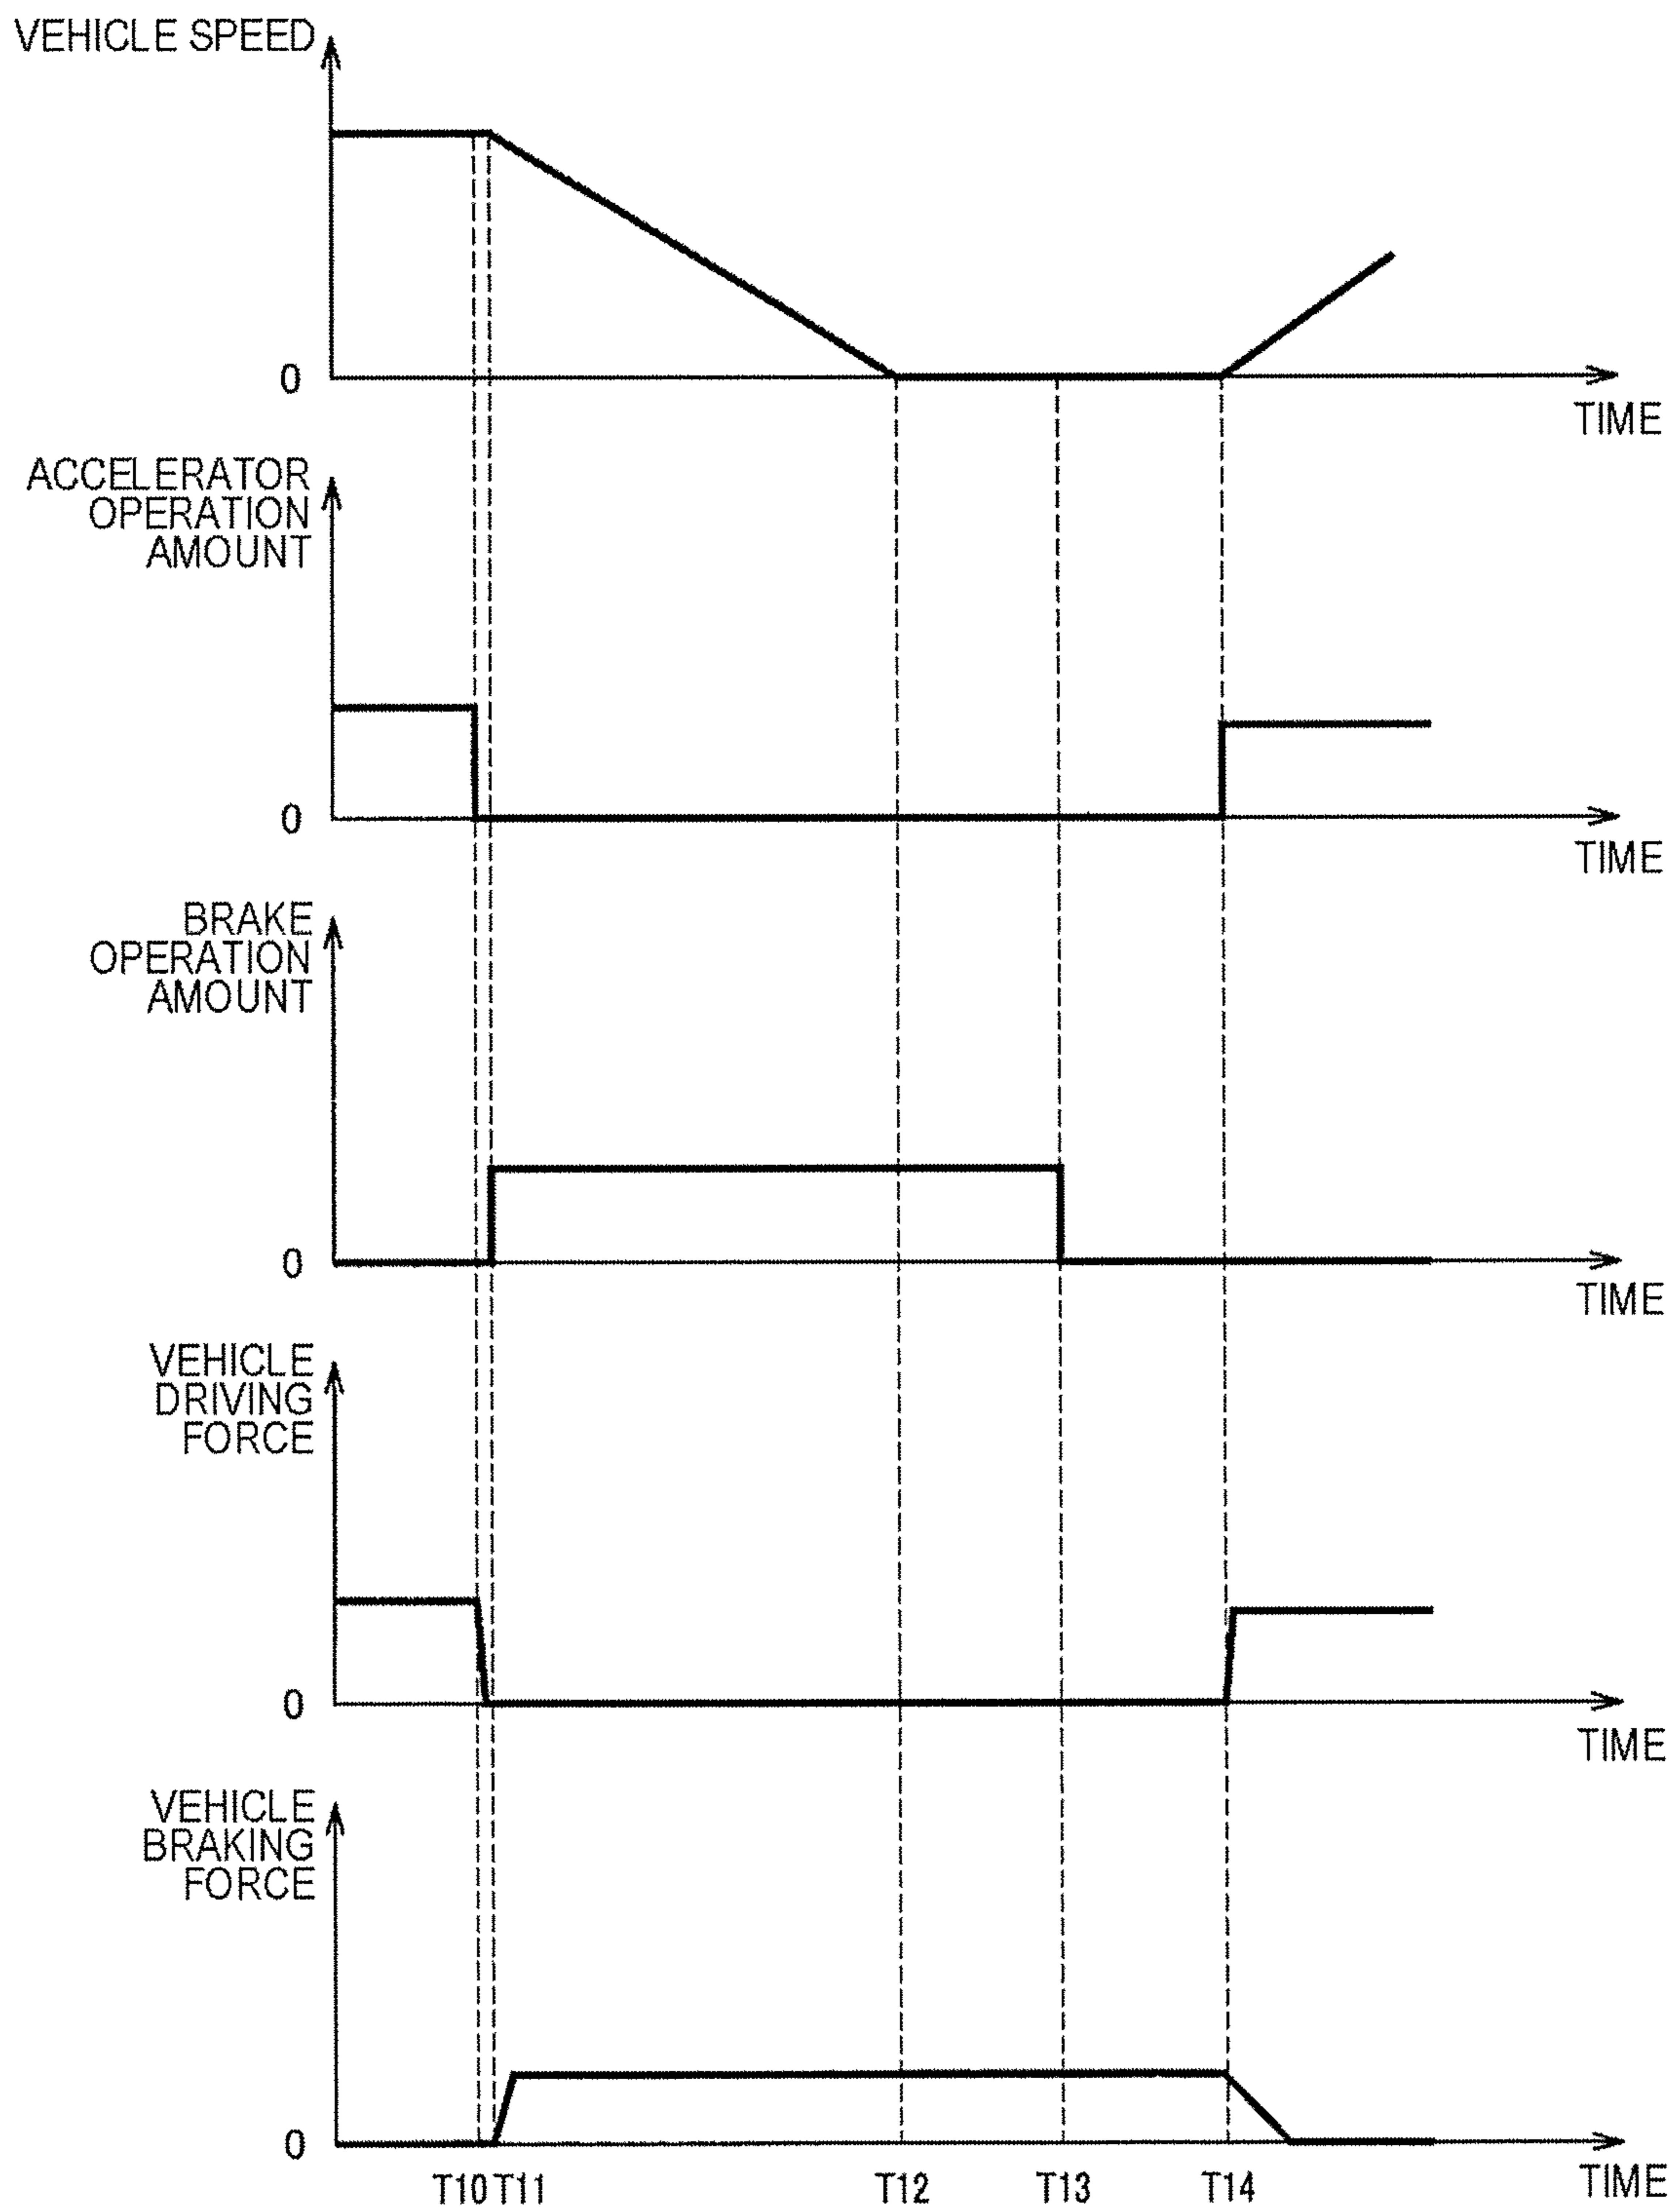 VEHICLE SPEED
0
TIME
ACCELERATOR
OPERATION
AMOUNT
0
TIME
BRAKE
OPERATION
AMOUNT
0
TIME
VEHICLE
DRIVING
FORCE
0
TIME
VEHICLE
BRAKING
FORCE
0
TIME
T10 T11 T12 T13 T14